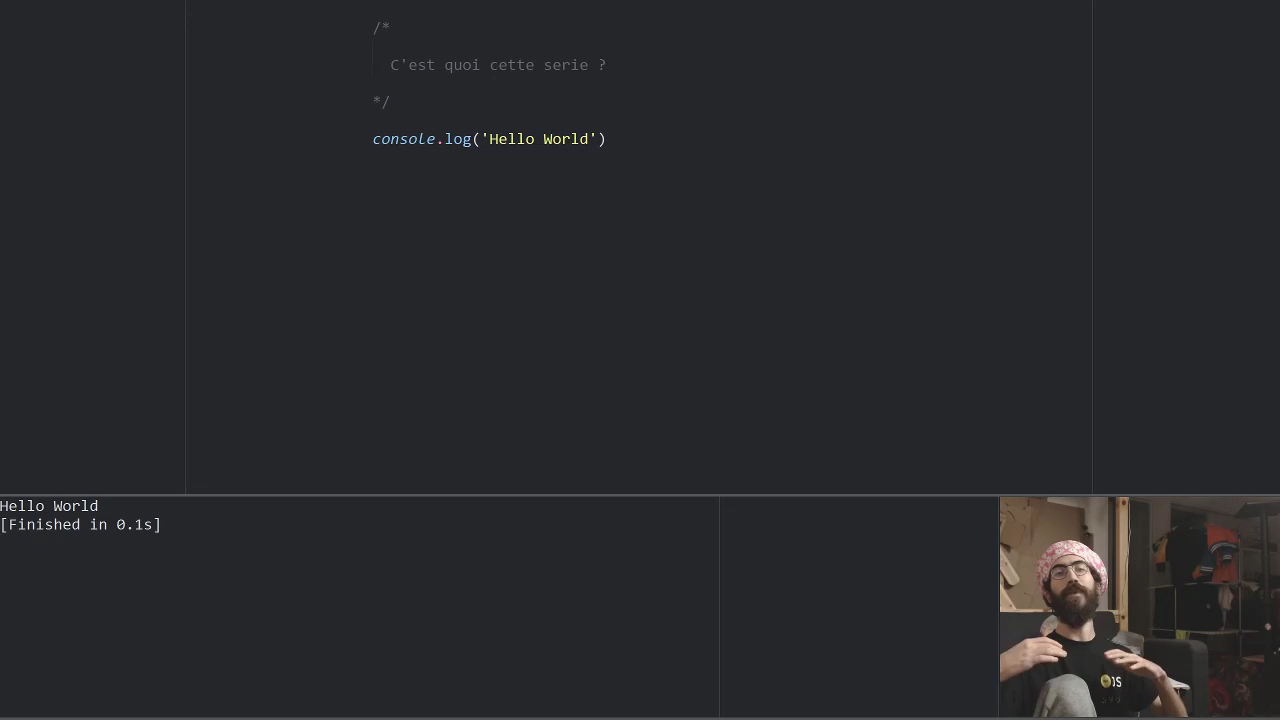 /*
C'est quoi cette serie ?
*/
console.log('Hello World')
Hello World
[Finished in 0.1s]